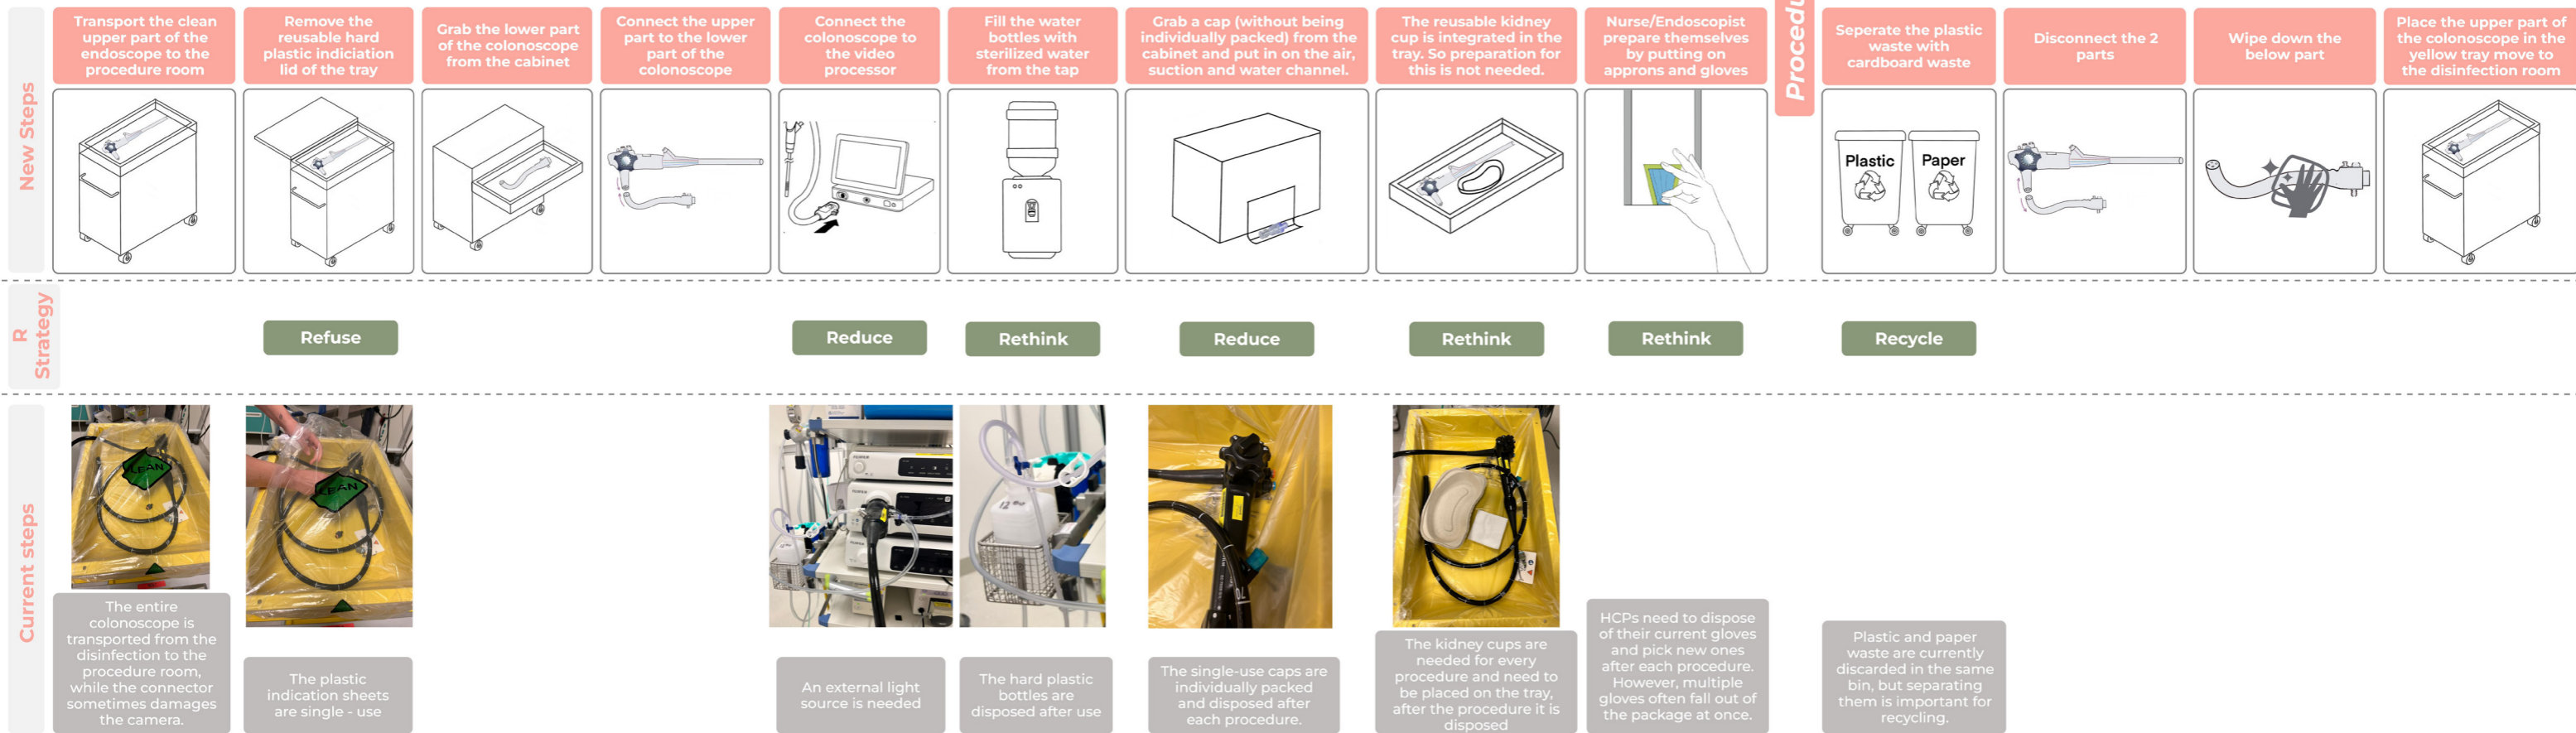 New Steps
Transport the clean
upper part of the
endoscope to the
procedure room
Remove the
reusable hard
plastic indiciation
lid of the tray
Grab the lower part
of the colonoscope
from the cabinet
Connect the upper
part to the lower
part of the
colonoscope
Connect the
colonoscope to
the video
processor
Fill the water
bottles with
sterilized water
from the tap
Grab a cap (without being
individually packed) from the
cabinet and put in on the air,
suction and water channel.
The reusable kidney
cup is integrated in the
tray. So preparation for
this is not needed.
Nurse/Endoscopist
prepare themselves
by putting on
approns and gloves
Procedu
Seperate the plastic
waste with
cardboard waste
Disconnect the 2
parts
Wipe down the
below part
Place the upper part of
the colonoscope in the
yellow tray move to
the disinfection room
Plastic
Paper
R
Strategy
Refuse
Reduce
Rethink
Reduce
Rethink
Rethink
Recycle
Current steps
LEAN
The entire
colonoscope is
transported from the
disinfection to the
procedure room,
while the connector
sometimes damages
the camera.
LEAN
The plastic
indication sheets
are single - use
An external light
source is needed
The hard plastic
bottles are
disposed after use
70
The single-use caps are
individually packed
and disposed after
each procedure.
The kidney cups are
needed for every
procedure and need to
be placed on the tray,
after the procedure it is
disposed
HCPs need to dispose
of their current gloves
and pick new ones
after each procedure.
However, multiple
gloves often fall out of
the package at once.
Plastic and paper
waste are currently
discarded in the same
bin, but separating
them is important for
recycling.